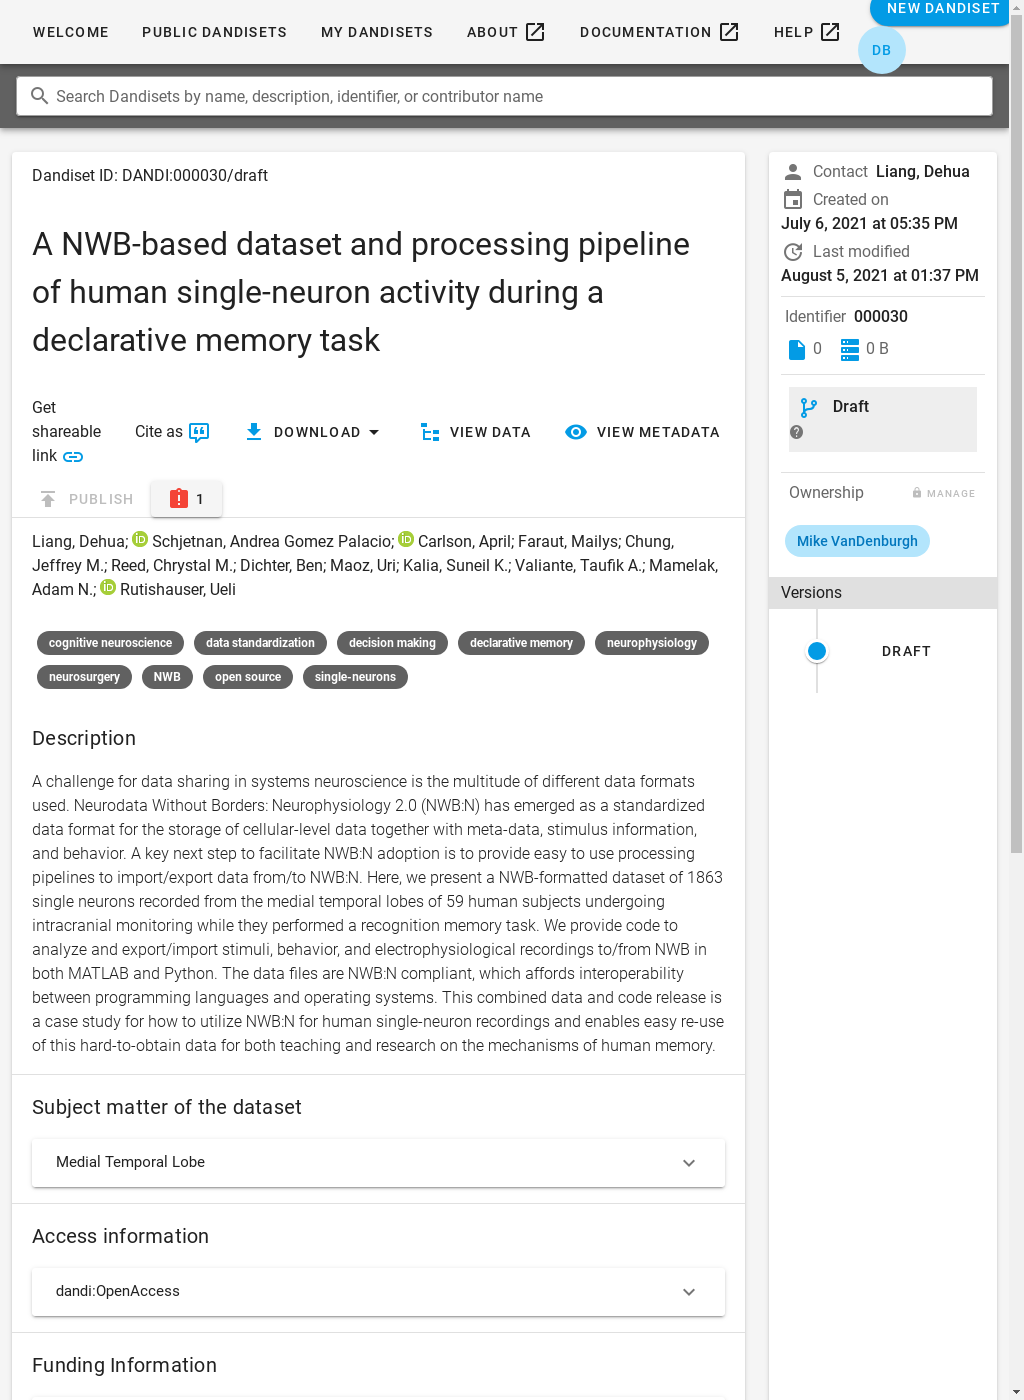 WELCOME PUBLIC DANDISETS MY DANDISETS ABOUT DOCUMENTATION HELP NEW DANDISET
DB
Search Dandisets by name, description, identifier, or contributor name
Dandiset ID: DANDI:000030/draft
A NWB-based dataset and processing pipeline
of human single-neuron activity during a
declarative memory task
Get
shareable
link
Cite as
DOWNLOAD
VIEW DATA
VIEW METADATA
PUBLISH
1
Liang, Dehua; Schjetnan, Andrea Gomez Palacio; Carlson, April; Faraut, Mailys; Chung,
Jeffrey M.; Reed, Chrystal M.; Dichter, Ben; Maoz, Uri; Kalia, Suneil K.; Valiante, Taufik A.; Mamelak,
Adam N.; Rutishauser, Ueli
cognitive neuroscience data standardization decision making declarative memory neurophysiology
neurosurgery NWB open source single-neurons
Description
A challenge for data sharing in systems neuroscience is the multitude of different data formats
used. Neurodata Without Borders: Neurophysiology 2.0 (NWB:N) has emerged as a standardized
data format for the storage of cellular-level data together with meta-data, stimulus information,
and behavior. A key next step to facilitate NWB:N adoption is to provide easy to use processing
pipelines to import/export data from/to NWB:N. Here, we present a NWB-formatted dataset of 1863
single neurons recorded from the medial temporal lobes of 59 human subjects undergoing
intracranial monitoring while they performed a recognition memory task. We provide code to
analyze and export/import stimuli, behavior, and electrophysiological recordings to/from NWB in
both MATLAB and Python. The data files are NWB:N compliant, which affords interoperability
between programming languages and operating systems. This combined data and code release is
a case study for how to utilize NWB:N for human single-neuron recordings and enables easy re-use
of this hard-to-obtain data for both teaching and research on the mechanisms of human memory.
Subject matter of the dataset
Medial Temporal Lobe
Access information
dandi:OpenAccess
Funding Information
Contact Liang, Dehua
Created on
July 6, 2021 at 05:35 PM
Last modified
August 5, 2021 at 01:37 PM
Identifier 000030
0 0 B
Draft
Ownership MANAGE
Mike VanDenburgh
Versions
DRAFT